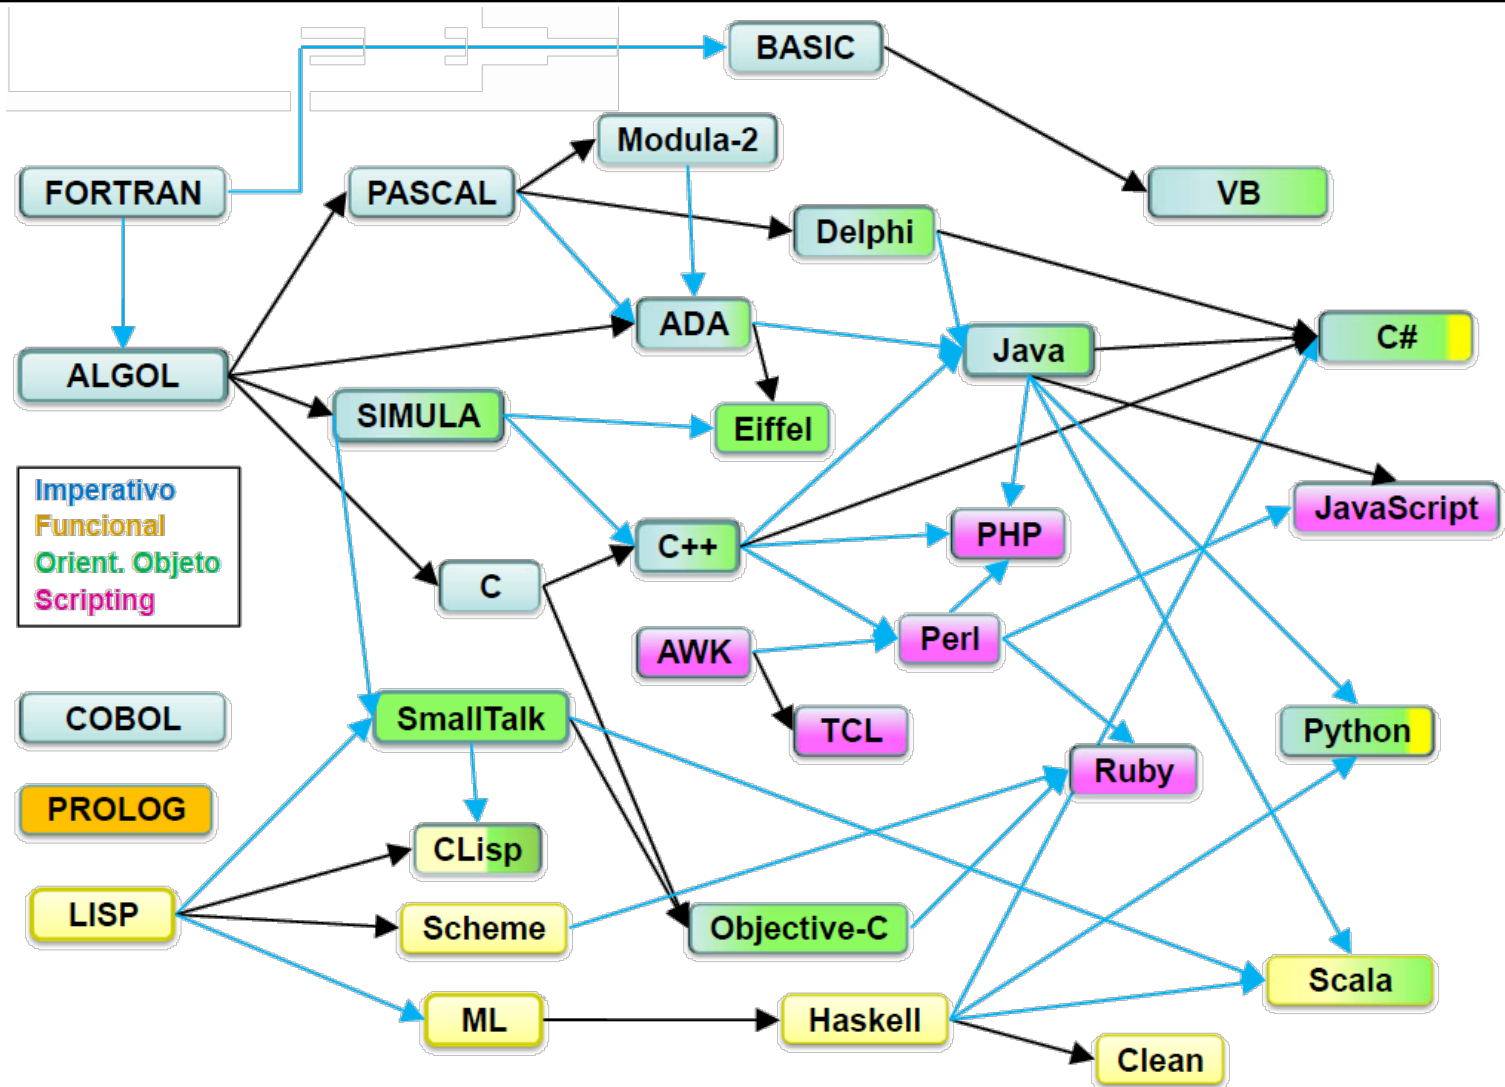 BASIC
Modula-2
FORTRAN
PASCAL
VB
Delphi
ADA
Java
C#
ALGOL
SIMULA
Eiffel
Imperativo
Funcional
Orient. Objeto
Scripting
JavaScript
C++
PHP
C
AWK
Perl
COBOL
SmallTalk
TCL
Python
Ruby
PROLOG
CLisp
LISP
Scheme
Objective-C
Scala
ML
Haskell
Clean